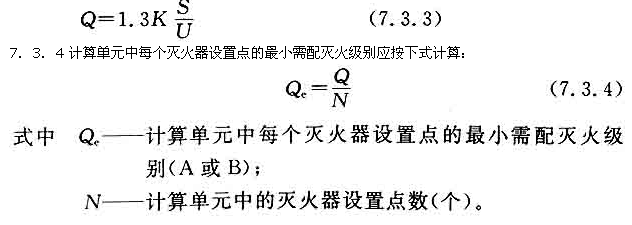 Q=1.3K S/U (7.3.3)
7. 3. 4计算单元中每个灭火器设置点的最小需配灭火级别应按下式计算:
Qe=Q/N (7.3.4)
式中 Qe——计算单元中每个灭火器设置点的最小需配灭火级
别(A或B);
N——计算单元中的灭火器设置点数(个)。